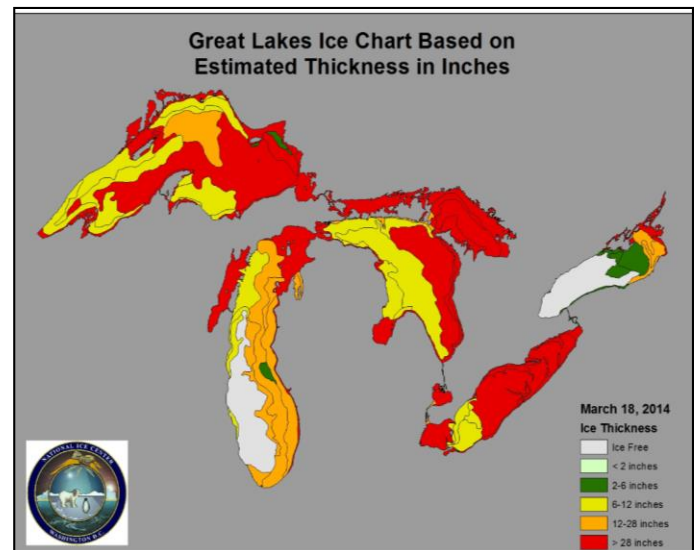 Great Lakes Ice Chart Based on
Estimated Thickness in Inches
March 18, 2014
Ice Thickness
Ice Free
< 2 inches
2-6 inches
6-12 inches
12-28 inches
> 28 inches
NATIONAL ICE CENTER
WASHINGTON D.C.